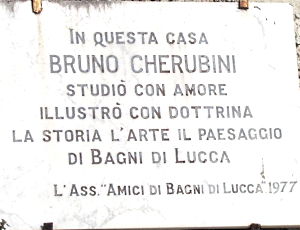 IN QUESTA CASA
BRUNO CHERUBINI
STUDIÒ CON AMORE
ILLUSTRÒ CON DOTTRINA
LA STORIA L'ARTE IL PAESAGGIO
DI BAGNI DI LUCCA
L'ASS. "AMICI DI BAGNI DI LUCCA" 1977